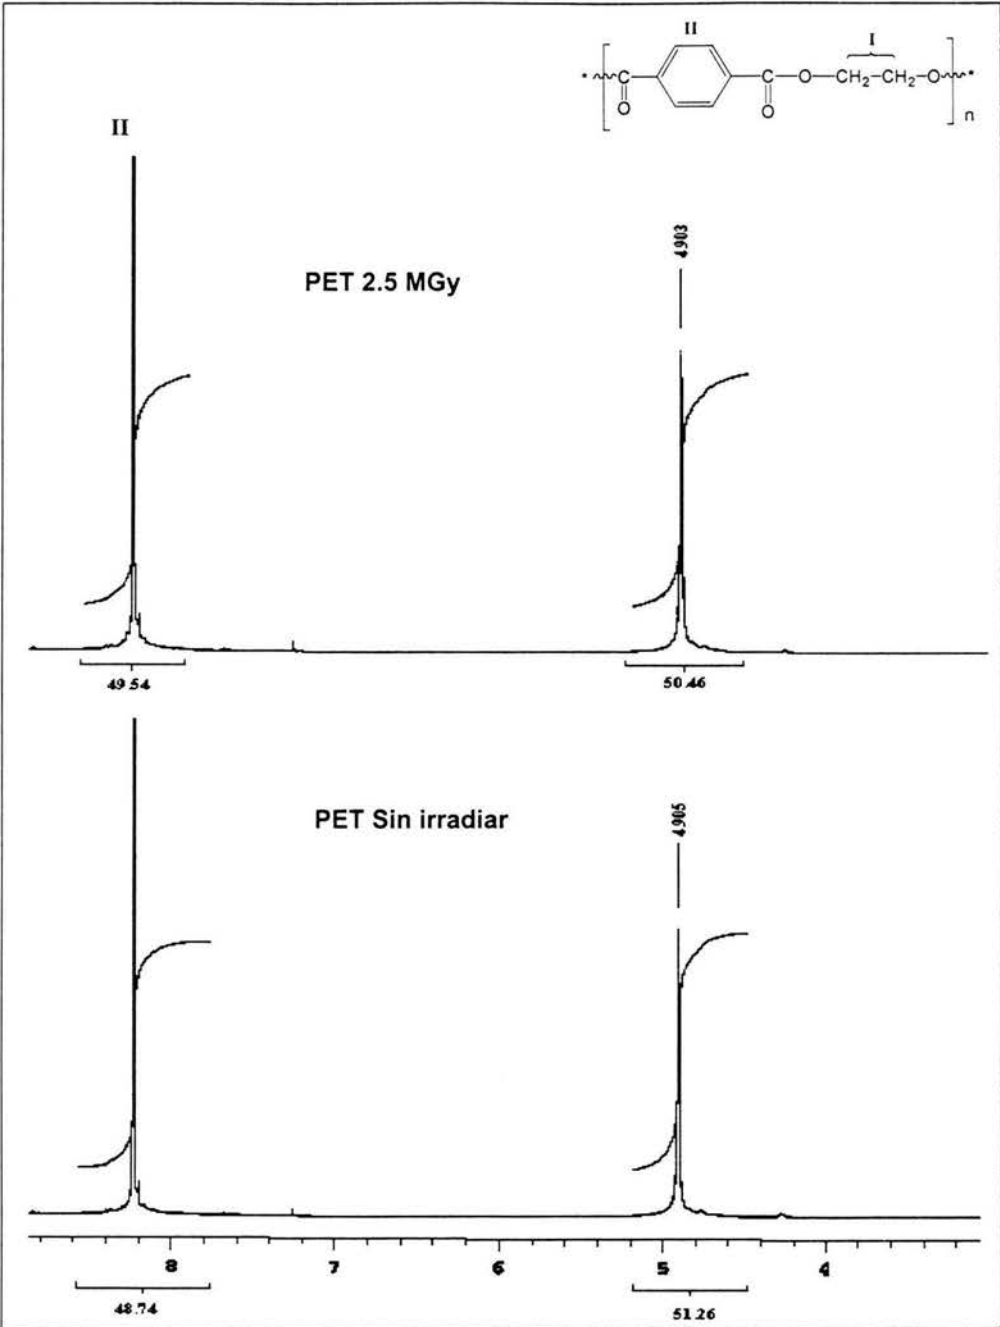 II
I
C
O
C
O
O
CH₂
CH₂
O
n
II
4903
PET 2.5 MGy
49.54
50.46
4905
PET Sin irradiar
8
7
6
5
4
48.74
51.26